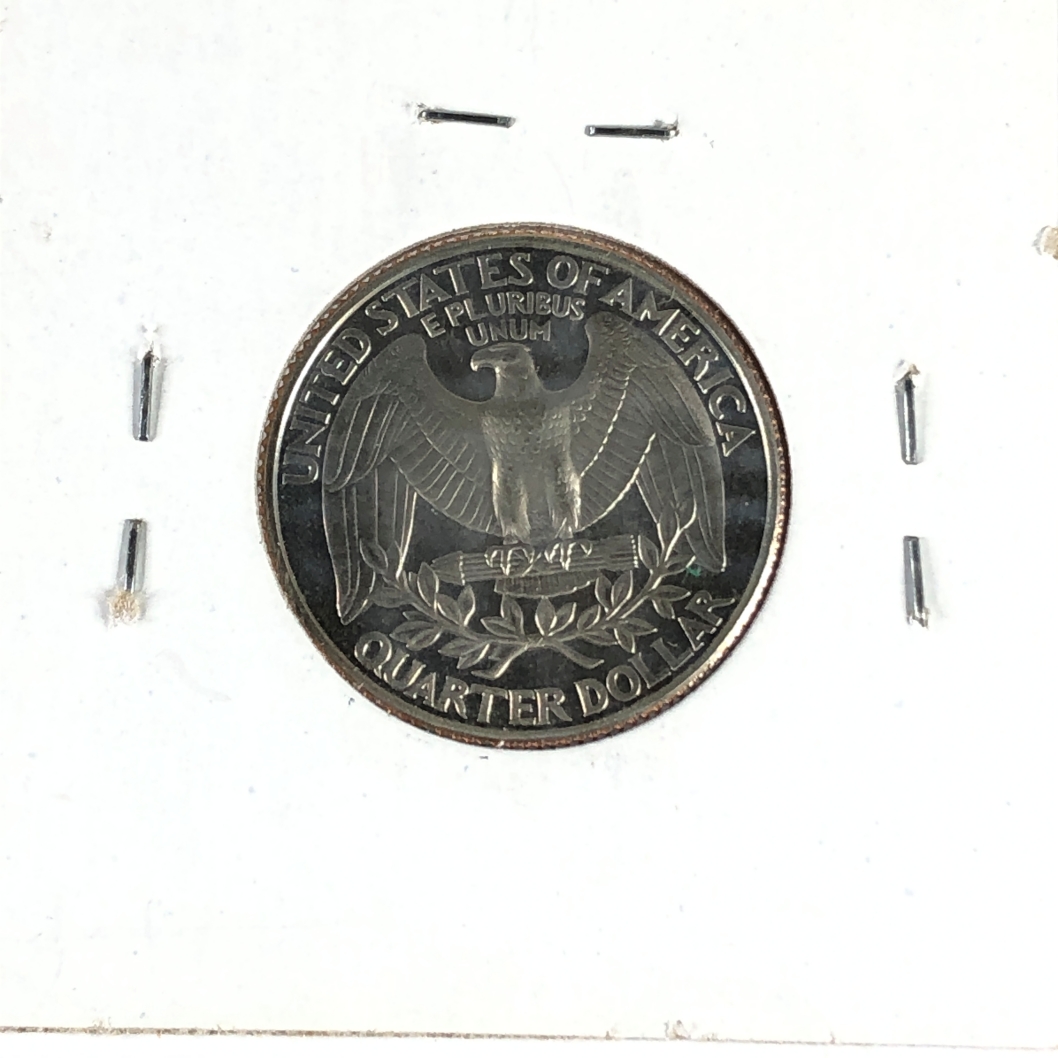 UNITED STATES OF AMERICA
E PLURIBUS
UNUM
QUARTER DOLLAR